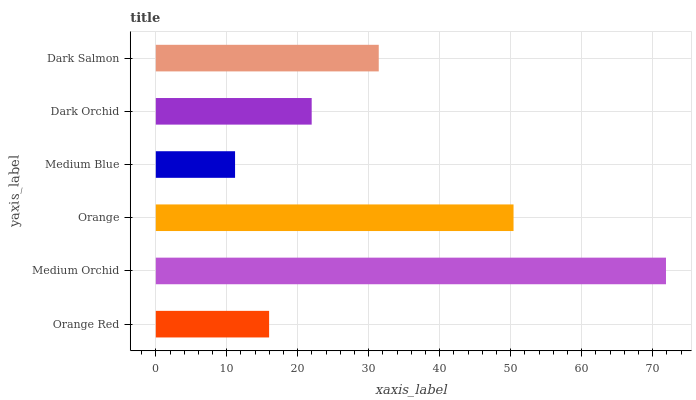 title
Dark Salmon
Dark Orchid
Medium Blue
Orange
Medium Orchid
Orange Red
yaxis_label
0 10 20 30 40 50 60 70
xaxis_label